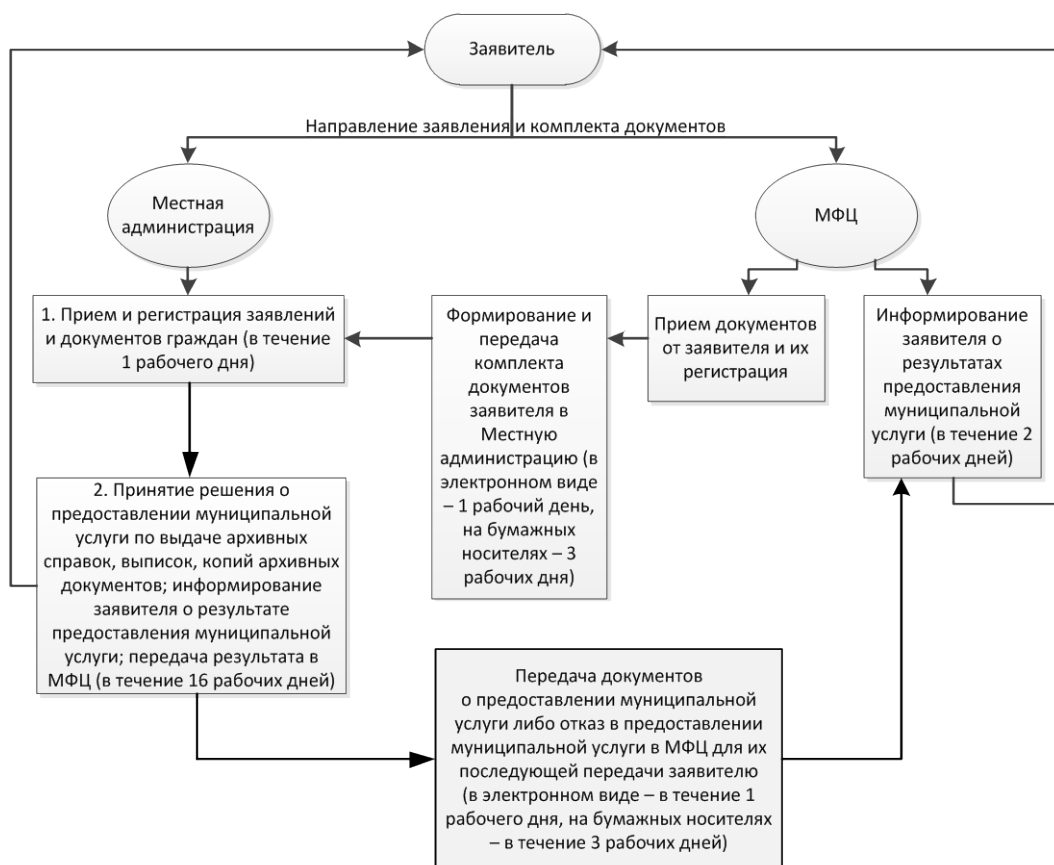 Заявитель
Направление заявления и комплекта документов
Местная
администрация
МФЦ
1. Прием и регистрация заявлений
и документов граждан (в течение
1 рабочего дня)
Формирование и
передача
комплекта
документов
заявителя в
Местную
администрацию (в
электронном виде
– 1 рабочий день,
на бумажных
носителях – 3
рабочих дня)
Прием документов
от заявителя и их
регистрация
Информирование
заявителя о
результатах
предоставления
муниципальной
услуги (в течение 2
рабочих дней)
2. Принятие решения о
предоставлении муниципальной
услуги по выдаче архивных
справок, выписок, копий архивных
документов; информирование
заявителя о результате
предоставления муниципальной
услуги; передача результата в
МФЦ (в течение 16 рабочих дней)
Передача документов
о предоставлении муниципальной
услуги либо отказ в предоставлении
муниципальной услуги в МФЦ для их
последующей передачи заявителю
(в электронном виде – в течение 1
рабочего дня, на бумажных носителях
– в течение 3 рабочих дней)